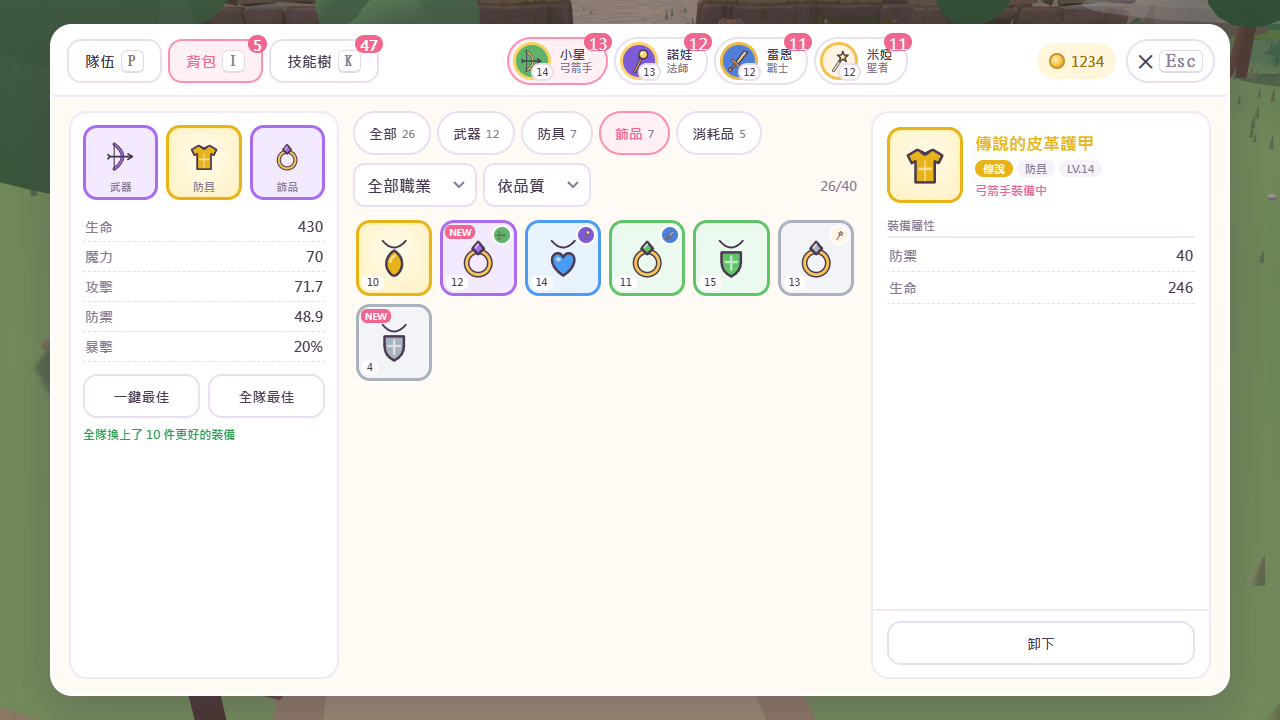 隊伍 P
背包 I 5
技能樹 K 47
小星 弓箭手 14 13
諾娃 法師 13 12
雷恩 戰士 12 11
米婭 聖者 12 11
1234
Esc
武器
防具
飾品
生命 430
魔力 70
攻擊 71.7
防禦 48.9
暴擊 20%
一鍵最佳
全隊最佳
全隊換上了 10 件更好的裝備
全部 26
武器 12
防具 7
飾品 7
消耗品 5
全部職業
依品質
26/40
10
NEW 12
14
11
15
13
NEW 4
傳說的皮革護甲
傳說 防具 LV.14
弓箭手裝備中
裝備屬性
防禦 40
生命 246
卸下